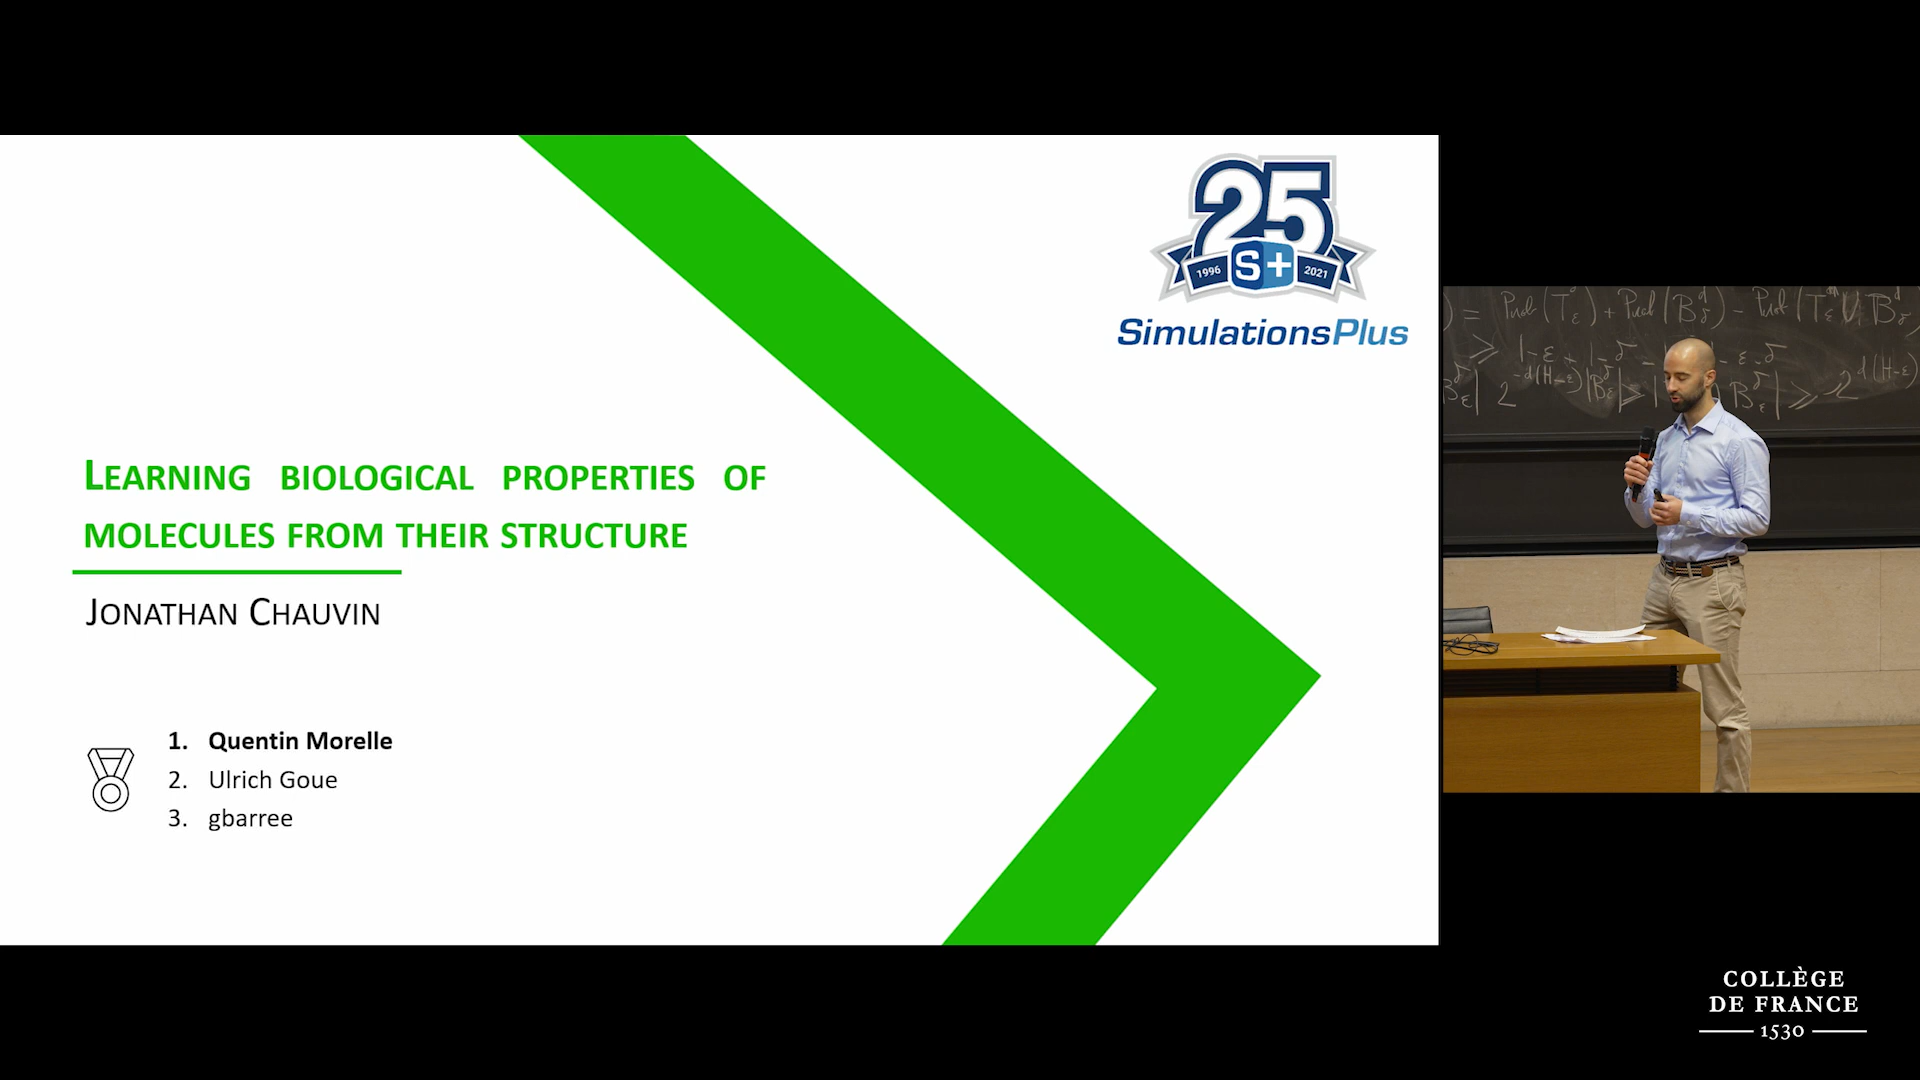 25
1996 S+ 2021
SimulationsPlus
LEARNING BIOLOGICAL PROPERTIES OF
MOLECULES FROM THEIR STRUCTURE
JONATHAN CHAUVIN
1. Quentin Morelle
2. Ulrich Goue
3. gbarree
COLLÈGE
DE FRANCE
1530